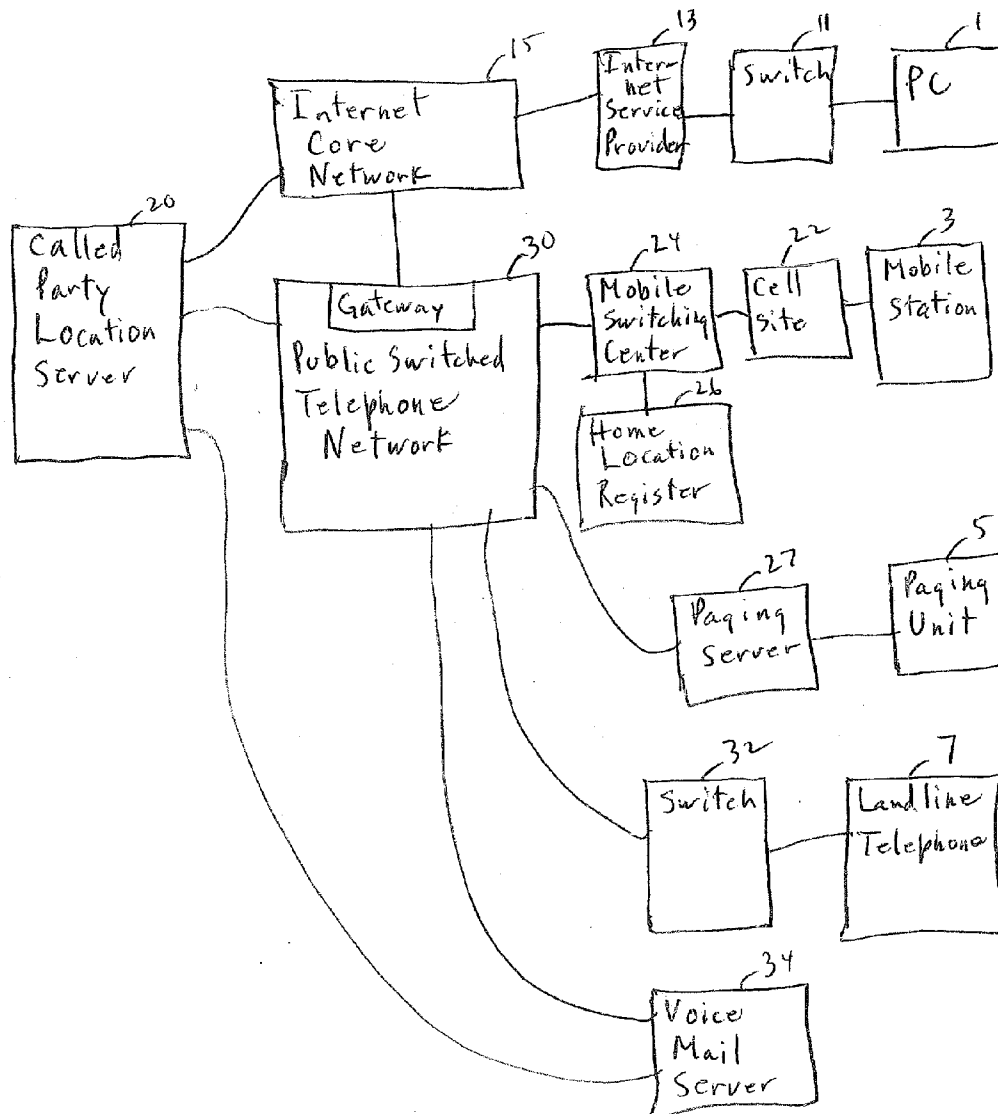 15
Internet
Core
Network
13
Inter-
net
Service
Provider
11
Switch
1
PC
20
Called
Party
Location
Server
30
Gateway
Public Switched
Telephone
Network
24
Mobile
Switching
Center
22
Cell
Site
3
Mobile
Station
26
Home
Location
Register
27
Paging
Server
5
Paging
Unit
32
Switch
7
Landline
Telephone
34
Voice
Mail
Server